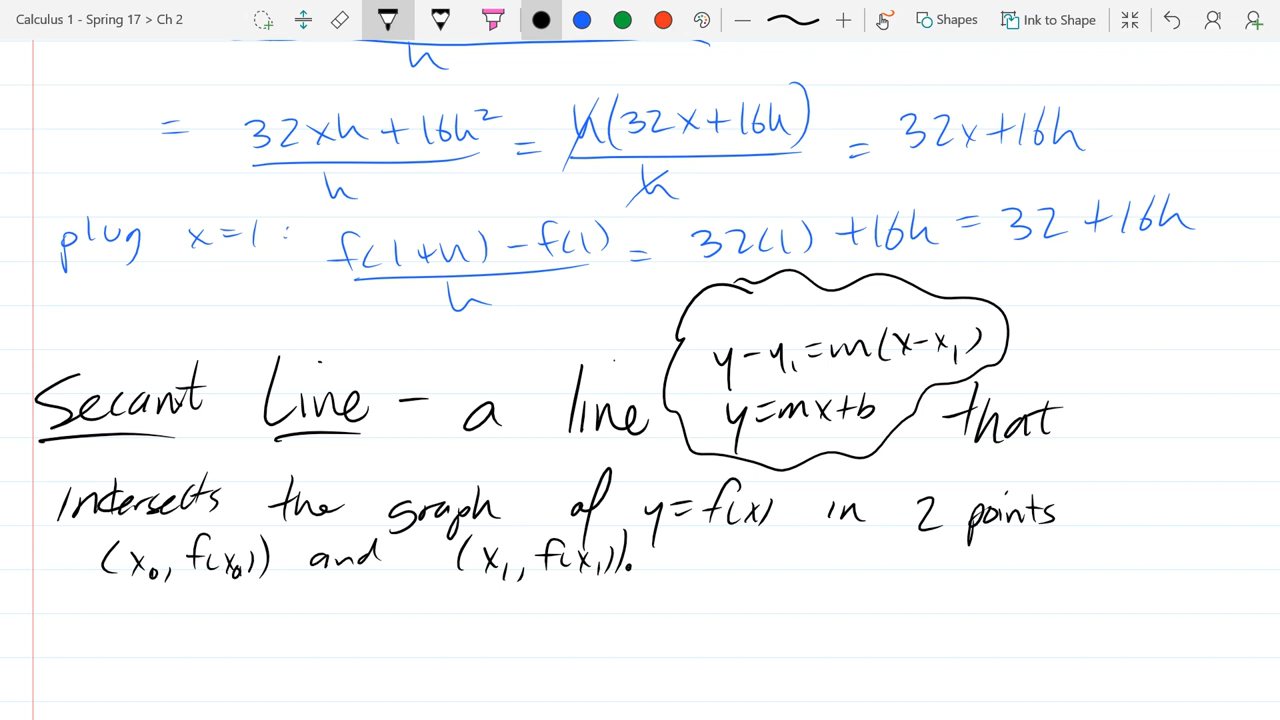 Calculus 1 - Spring 17 > Ch 2
Shapes
Ink to Shape
h
= 32xh + 16h² / h = h(32x + 16h) / h = 32x + 16h
plug x = 1 : f(1+h) - f(1) / h = 32(1) + 16h = 32 + 16h
y - y₁ = m(x - x₁)
Secant Line - a line y = mx + b that
intersects the graph of y = f(x) in 2 points
(x₀, f(x₀)) and (x₁, f(x₁)).